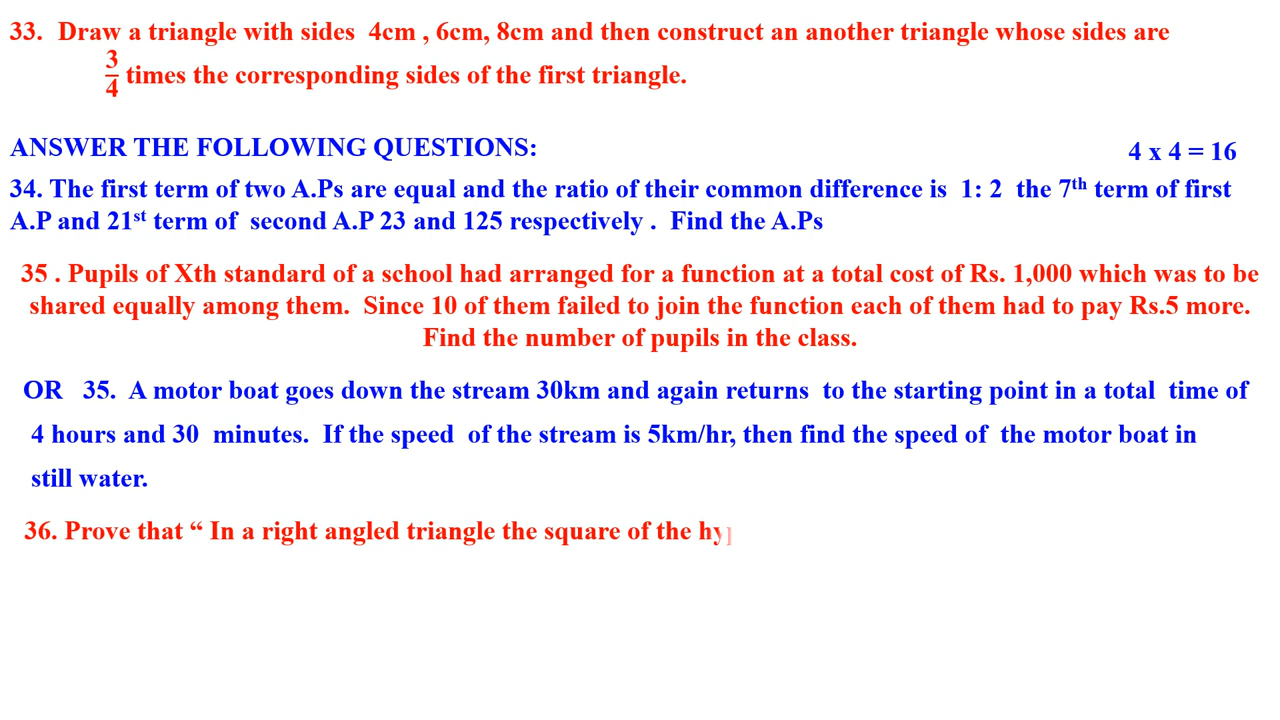 33. Draw a triangle with sides 4cm , 6cm, 8cm and then construct an another triangle whose sides are
3/4 times the corresponding sides of the first triangle.
ANSWER THE FOLLOWING QUESTIONS:
4 x 4 = 16
34. The first term of two A.Ps are equal and the ratio of their common difference is 1: 2 the 7th term of first
A.P and 21st term of second A.P 23 and 125 respectively . Find the A.Ps
35 . Pupils of Xth standard of a school had arranged for a function at a total cost of Rs. 1,000 which was to be
shared equally among them. Since 10 of them failed to join the function each of them had to pay Rs.5 more.
Find the number of pupils in the class.
OR 35. A motor boat goes down the stream 30km and again returns to the starting point in a total time of
4 hours and 30 minutes. If the speed of the stream is 5km/hr, then find the speed of the motor boat in
still water.
36. Prove that “ In a right angled triangle the square of the